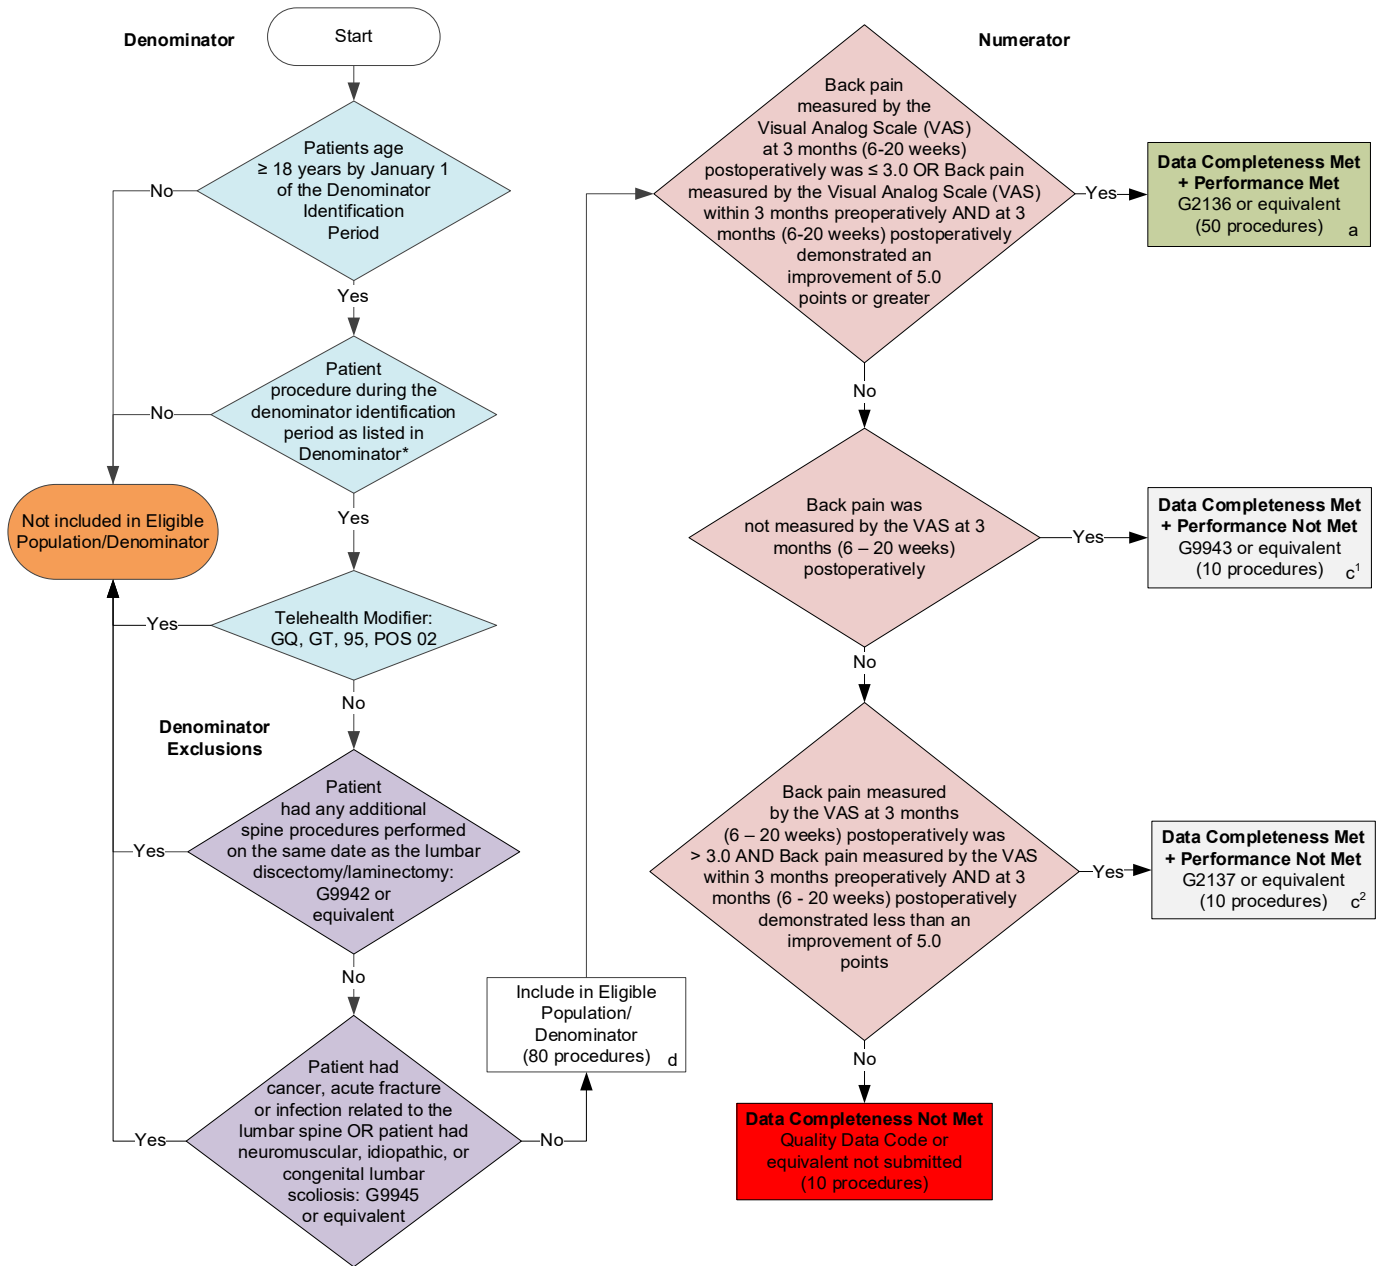 Denominator
Start
Patients age
≥ 18 years by January 1
of the Denominator
Identification
Period
No
Yes
Patient
procedure during the
denominator identification
period as listed in
Denominator*
No
Yes
Not included in Eligible
Population/Denominator
Telehealth Modifier:
GQ, GT, 95, POS 02
Yes
No
Denominator
Exclusions
Patient
had any additional
spine procedures performed
on the same date as the lumbar
discectomy/laminectomy:
G9942 or
equivalent
Yes
No
Patient had
cancer, acute fracture
or infection related to the
lumbar spine OR patient had
neuromuscular, idiopathic, or
congenital lumbar
scoliosis: G9945
or equivalent
Yes
No
Include in Eligible
Population/
Denominator
(80 procedures) d
Numerator
Back pain
measured by the
Visual Analog Scale (VAS)
at 3 months (6-20 weeks)
postoperatively was ≤ 3.0 OR Back pain
measured by the Visual Analog Scale (VAS)
within 3 months preoperatively AND at 3
months (6-20 weeks) postoperatively
demonstrated an
improvement of 5.0
points or greater
Yes
Data Completeness Met
+ Performance Met
G2136 or equivalent
(50 procedures) a
No
Back pain was
not measured by the VAS at 3
months (6 – 20 weeks)
postoperatively
Yes
Data Completeness Met
+ Performance Not Met
G9943 or equivalent
(10 procedures) c¹
No
Back pain measured
by the VAS at 3 months
(6 – 20 weeks) postoperatively was
> 3.0 AND Back pain measured by the VAS
within 3 months preoperatively AND at 3
months (6 - 20 weeks) postoperatively
demonstrated less than an
improvement of 5.0
points
Yes
Data Completeness Met
+ Performance Not Met
G2137 or equivalent
(10 procedures) c²
No
Data Completeness Not Met
Quality Data Code or
equivalent not submitted
(10 procedures)